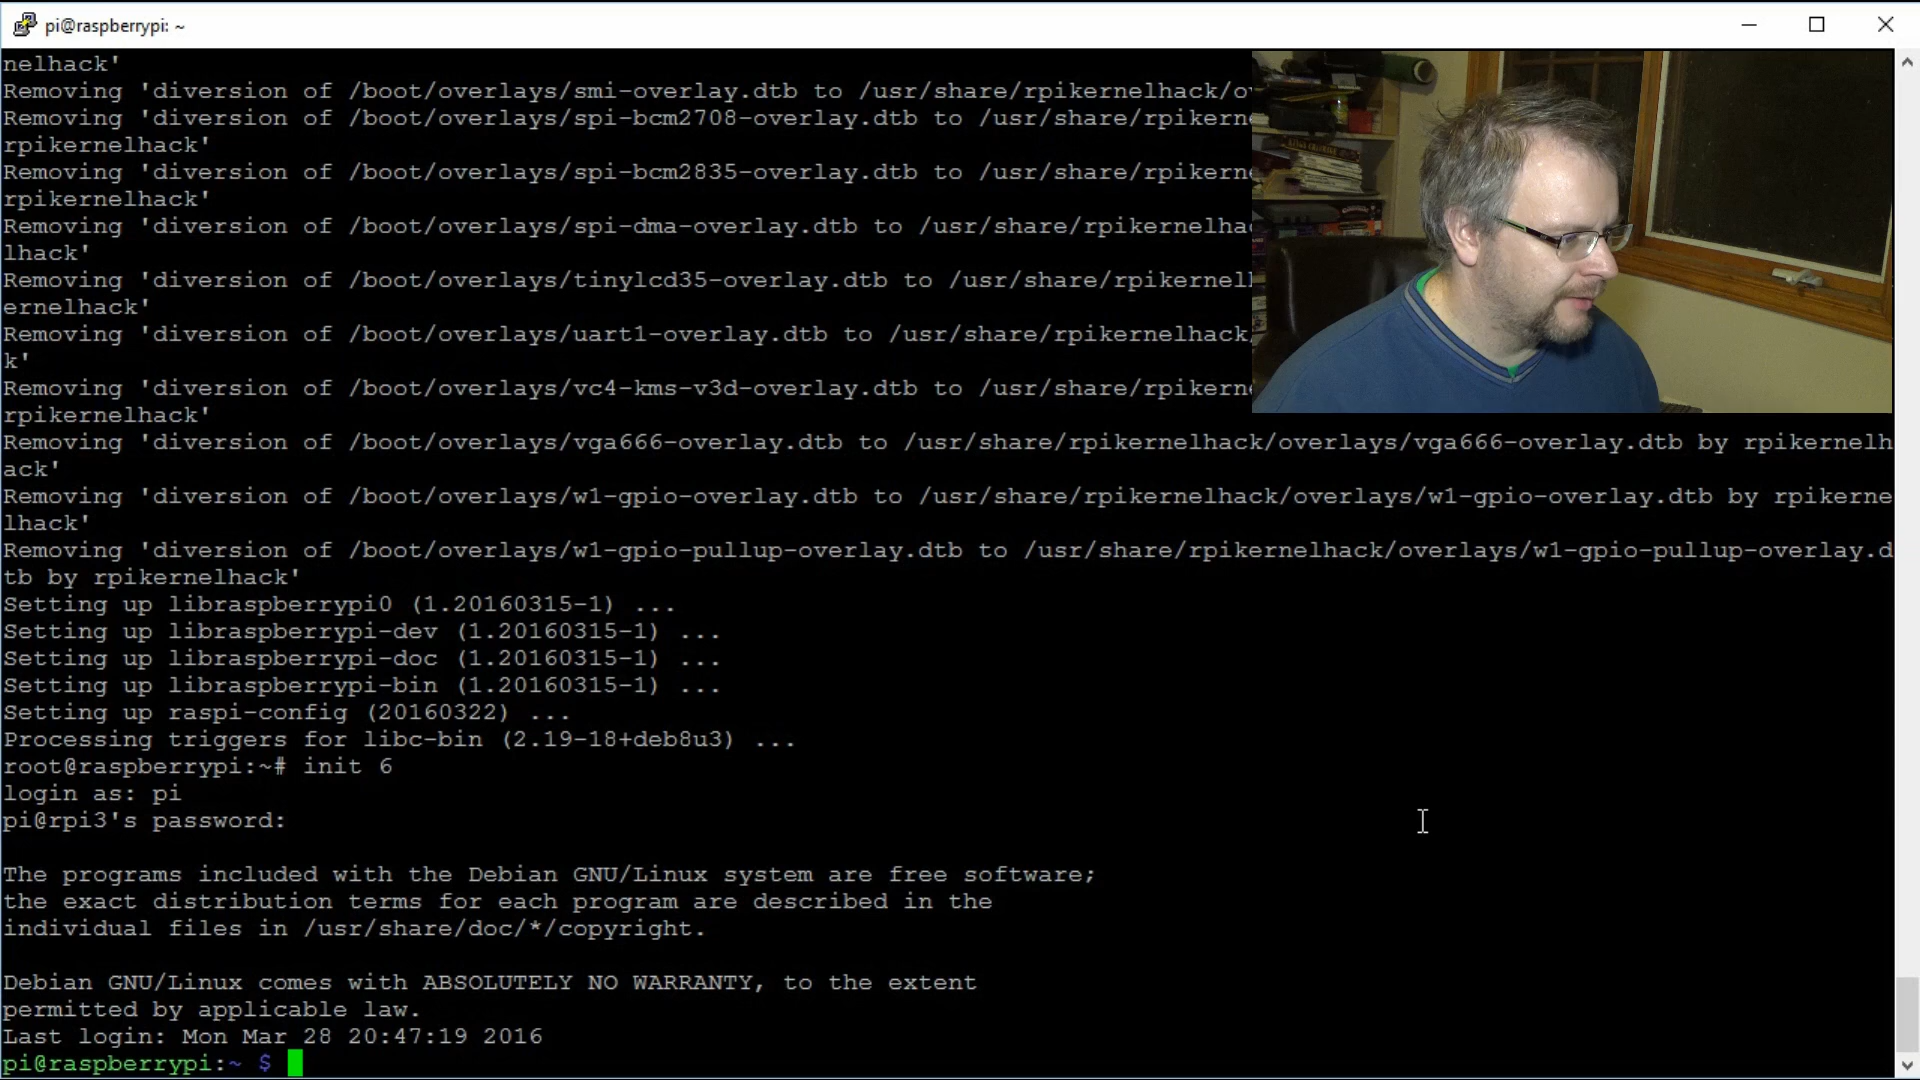 pi@raspberrypi: ~
nelhack'
Removing 'diversion of /boot/overlays/smi-overlay.dtb to /usr/share/rpikernelhack/o
Removing 'diversion of /boot/overlays/spi-bcm2708-overlay.dtb to /usr/share/rpikern
rpikernelhack'
Removing 'diversion of /boot/overlays/spi-bcm2835-overlay.dtb to /usr/share/rpikern
rpikernelhack'
Removing 'diversion of /boot/overlays/spi-dma-overlay.dtb to /usr/share/rpikernelha
lhack'
Removing 'diversion of /boot/overlays/tinylcd35-overlay.dtb to /usr/share/rpikernel
ernelhack'
Removing 'diversion of /boot/overlays/uart1-overlay.dtb to /usr/share/rpikernelhack
k'
Removing 'diversion of /boot/overlays/vc4-kms-v3d-overlay.dtb to /usr/share/rpikern
rpikernelhack'
Removing 'diversion of /boot/overlays/vga666-overlay.dtb to /usr/share/rpikernelhack/overlays/vga666-overlay.dtb by rpikernelh
ack'
Removing 'diversion of /boot/overlays/w1-gpio-overlay.dtb to /usr/share/rpikernelhack/overlays/w1-gpio-overlay.dtb by rpikerne
lhack'
Removing 'diversion of /boot/overlays/w1-gpio-pullup-overlay.dtb to /usr/share/rpikernelhack/overlays/w1-gpio-pullup-overlay.d
tb by rpikernelhack'
Setting up libraspberrypi0 (1.20160315-1) ...
Setting up libraspberrypi-dev (1.20160315-1) ...
Setting up libraspberrypi-doc (1.20160315-1) ...
Setting up libraspberrypi-bin (1.20160315-1) ...
Setting up raspi-config (20160322) ...
Processing triggers for libc-bin (2.19-18+deb8u3) ...
root@raspberrypi:~# init 6
login as: pi
pi@rpi3's password:
The programs included with the Debian GNU/Linux system are free software;
the exact distribution terms for each program are described in the
individual files in /usr/share/doc/*/copyright.
Debian GNU/Linux comes with ABSOLUTELY NO WARRANTY, to the extent
permitted by applicable law.
Last login: Mon Mar 28 20:47:19 2016
pi@raspberrypi:~ $